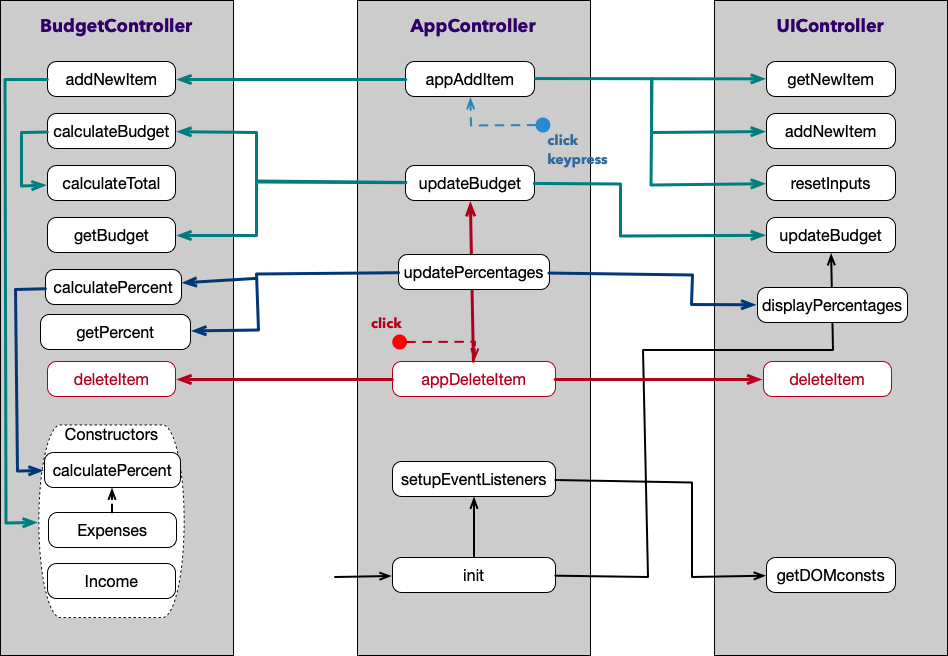 BudgetController
addNewItem
calculateBudget
calculateTotal
getBudget
calculatePercent
getPercent
deleteItem
Constructors
calculatePercent
Expenses
Income
AppController
appAddItem
click
keypress
updateBudget
updatePercentages
click
appDeleteItem
setupEventListeners
init
UIController
getNewItem
addNewItem
resetInputs
updateBudget
displayPercentages
deleteItem
getDOMconsts